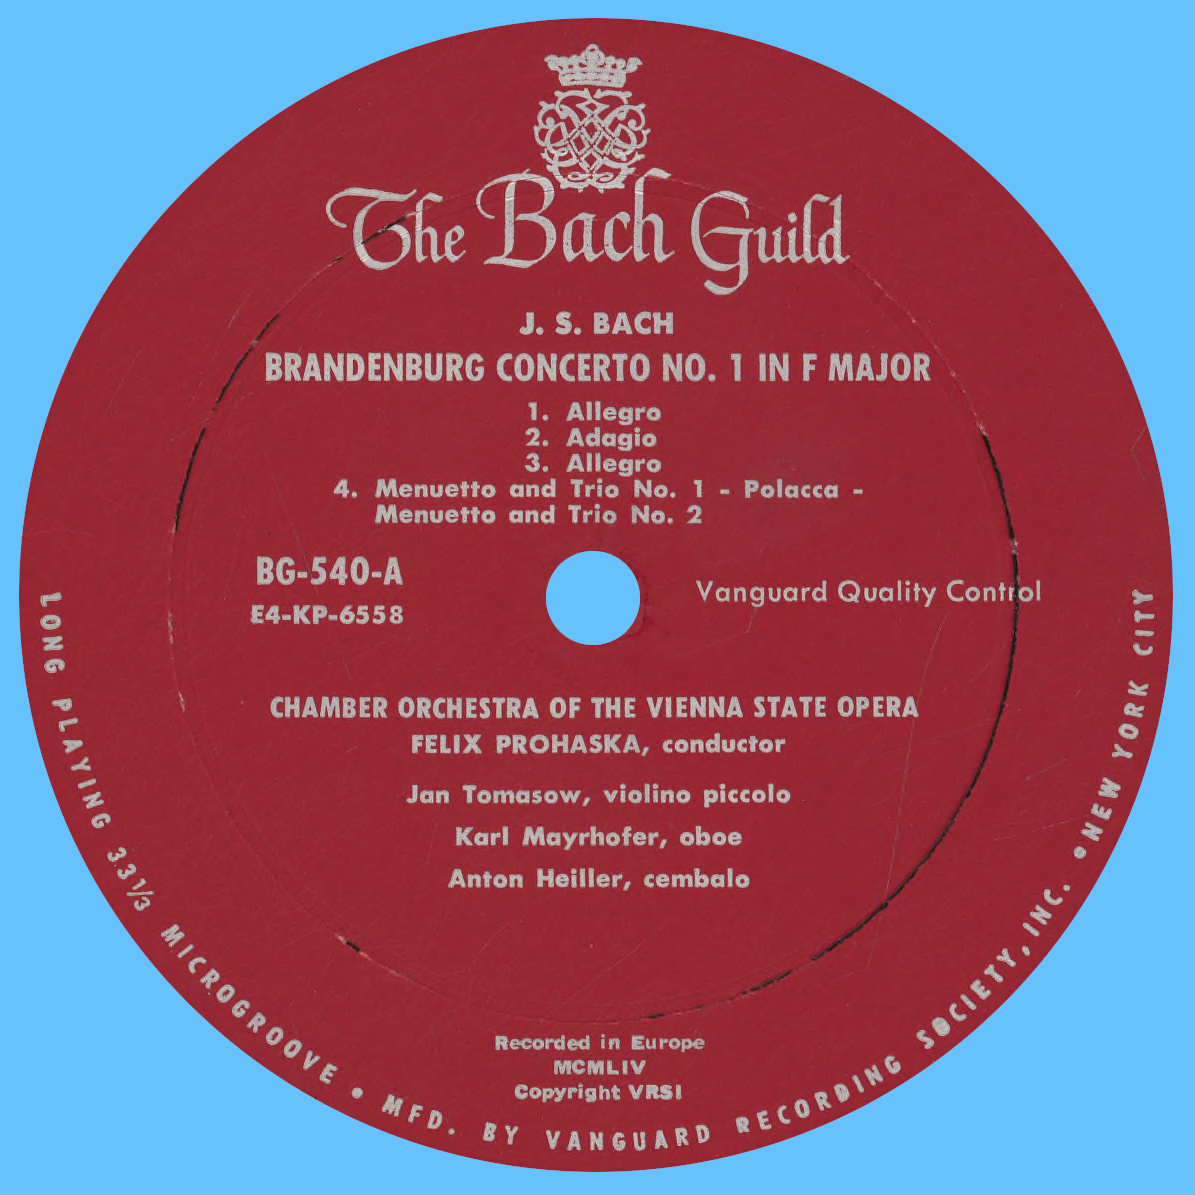 The Bach Guild
J. S. BACH
BRANDENBURG CONCERTO NO. 1 IN F MAJOR
1. Allegro
2. Adagio
3. Allegro
4. Menuetto and Trio No. 1 - Polacca -
Menuetto and Trio No. 2
BG-540-A
E4-KP-6558
Vanguard Quality Control
CHAMBER ORCHESTRA OF THE VIENNA STATE OPERA
FELIX PROHASKA, conductor
Jan Tomasow, violino piccolo
Karl Mayrhofer, oboe
Anton Heiller, cembalo
Recorded in Europe
MCMLIV
Copyright VRSI
LONG PLAYING 33⅓ MICROGROOVE • MFD. BY VANGUARD RECORDING SOCIETY, INC. • NEW YORK CITY